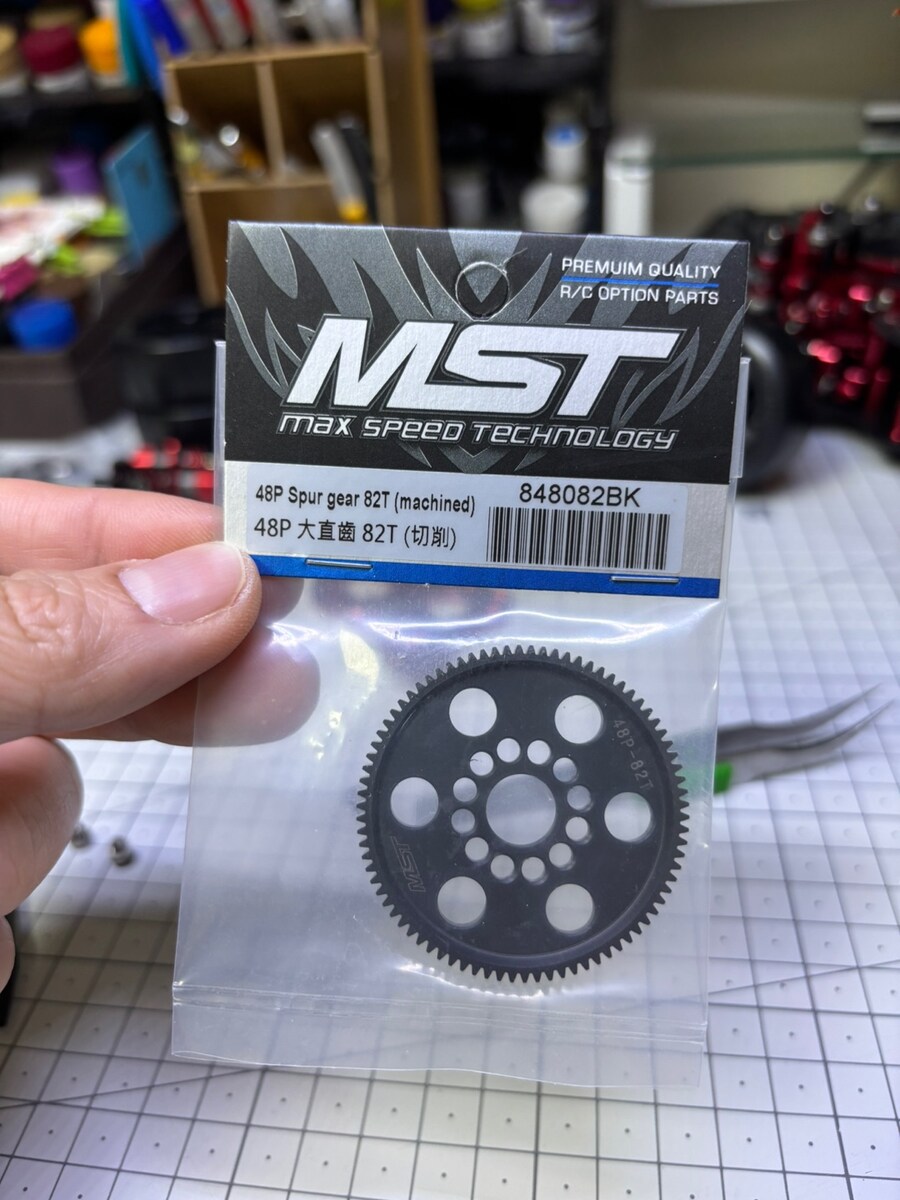 PREMUIM QUALITY
R/C OPTION PARTS
MST
MAX SPEED TECHNOLOGY
48P Spur gear 82T (machined)
848082BK
48P 大直齒 82T (切削)
48P-82T
MST